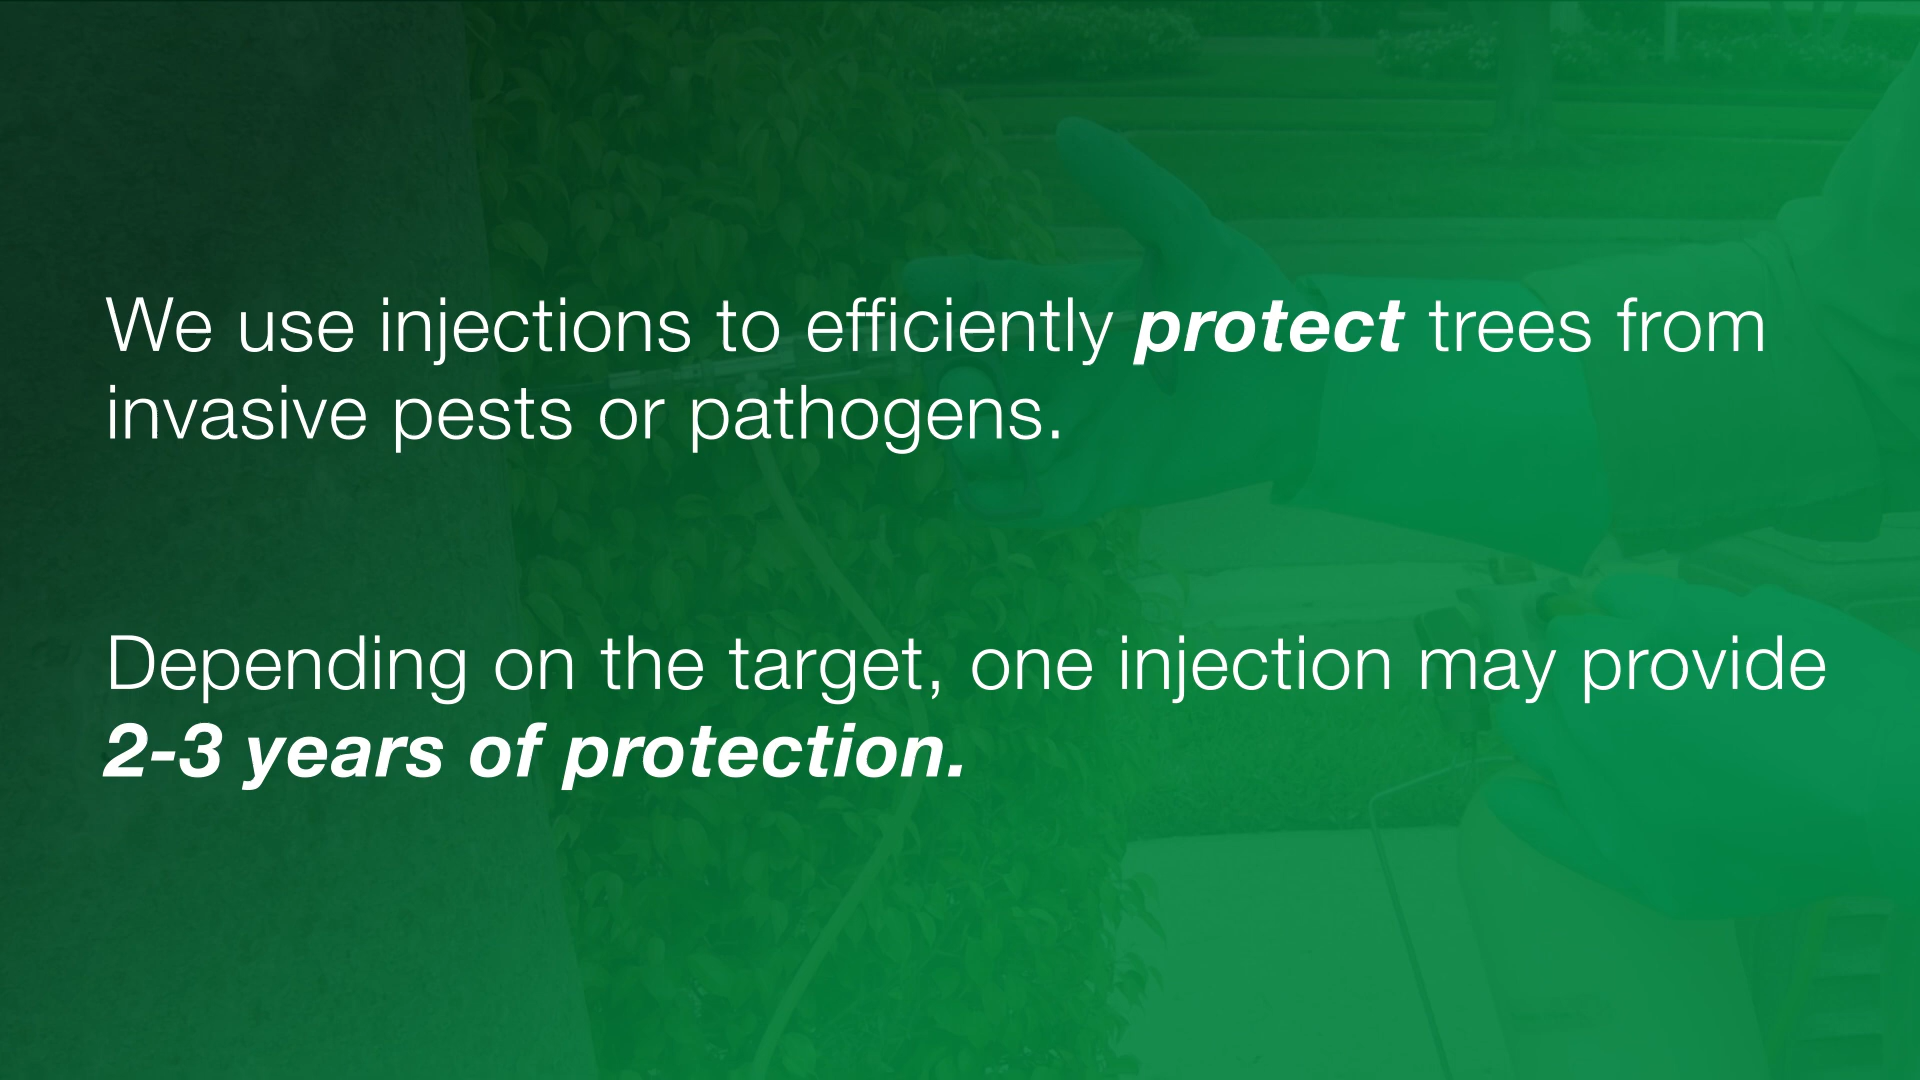 We use injections to efficiently protect trees from
invasive pests or pathogens.
Depending on the target, one injection may provide
2-3 years of protection.